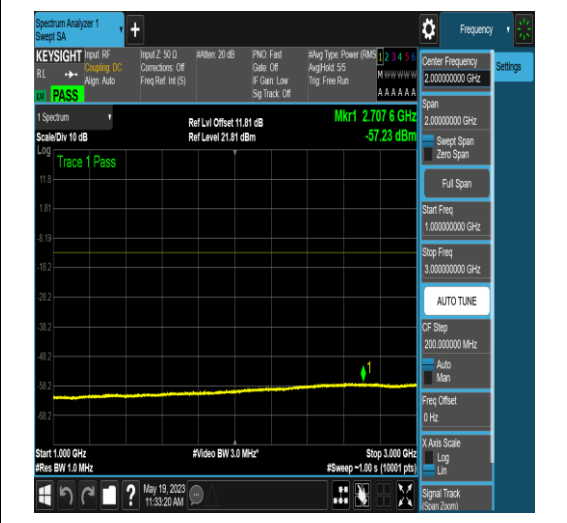 Spectrum Analyzer 1
Swept SA
+
Frequency
KEYSIGHT
RL
PASS
Input: RF
Coupling: DC
Align: Auto
Input Z: 50 Ω
Corrections: Off
Freq Ref: Int (S)
#Atten: 20 dB
PNO: Fast
Gate: Off
IF Gain: Low
Sig Track: Off
#Avg Type: Power (RMS
Avg|Hold: 5/5
Trig: Free Run
1 2 3 4 5 6
M W W W W W
A A A A A A
1 Spectrum
Scale/Div 10 dB
Ref Lvl Offset 11.81 dB
Ref Level 21.81 dBm
Mkr1 2.707 6 GHz
-57.23 dBm
Log
Trace 1 Pass
11.8
1.81
-8.19
-18.2
-28.2
-38.2
-48.2
-58.2
-68.2
1
Start 1.000 GHz
#Res BW 1.0 MHz
#Video BW 3.0 MHz*
Stop 3.000 GHz
#Sweep ~1.00 s (10001 pts)
?
May 19, 2023
11:33:20 AM
Center Frequency
2.000000000 GHz
Settings
Span
2.00000000 GHz
Swept Span
Zero Span
Full Span
Start Freq
1.000000000 GHz
Stop Freq
3.000000000 GHz
AUTO TUNE
CF Step
200.000000 MHz
Auto
Man
Freq Offset
0 Hz
X Axis Scale
Log
Lin
Signal Track
(Span Zoom)